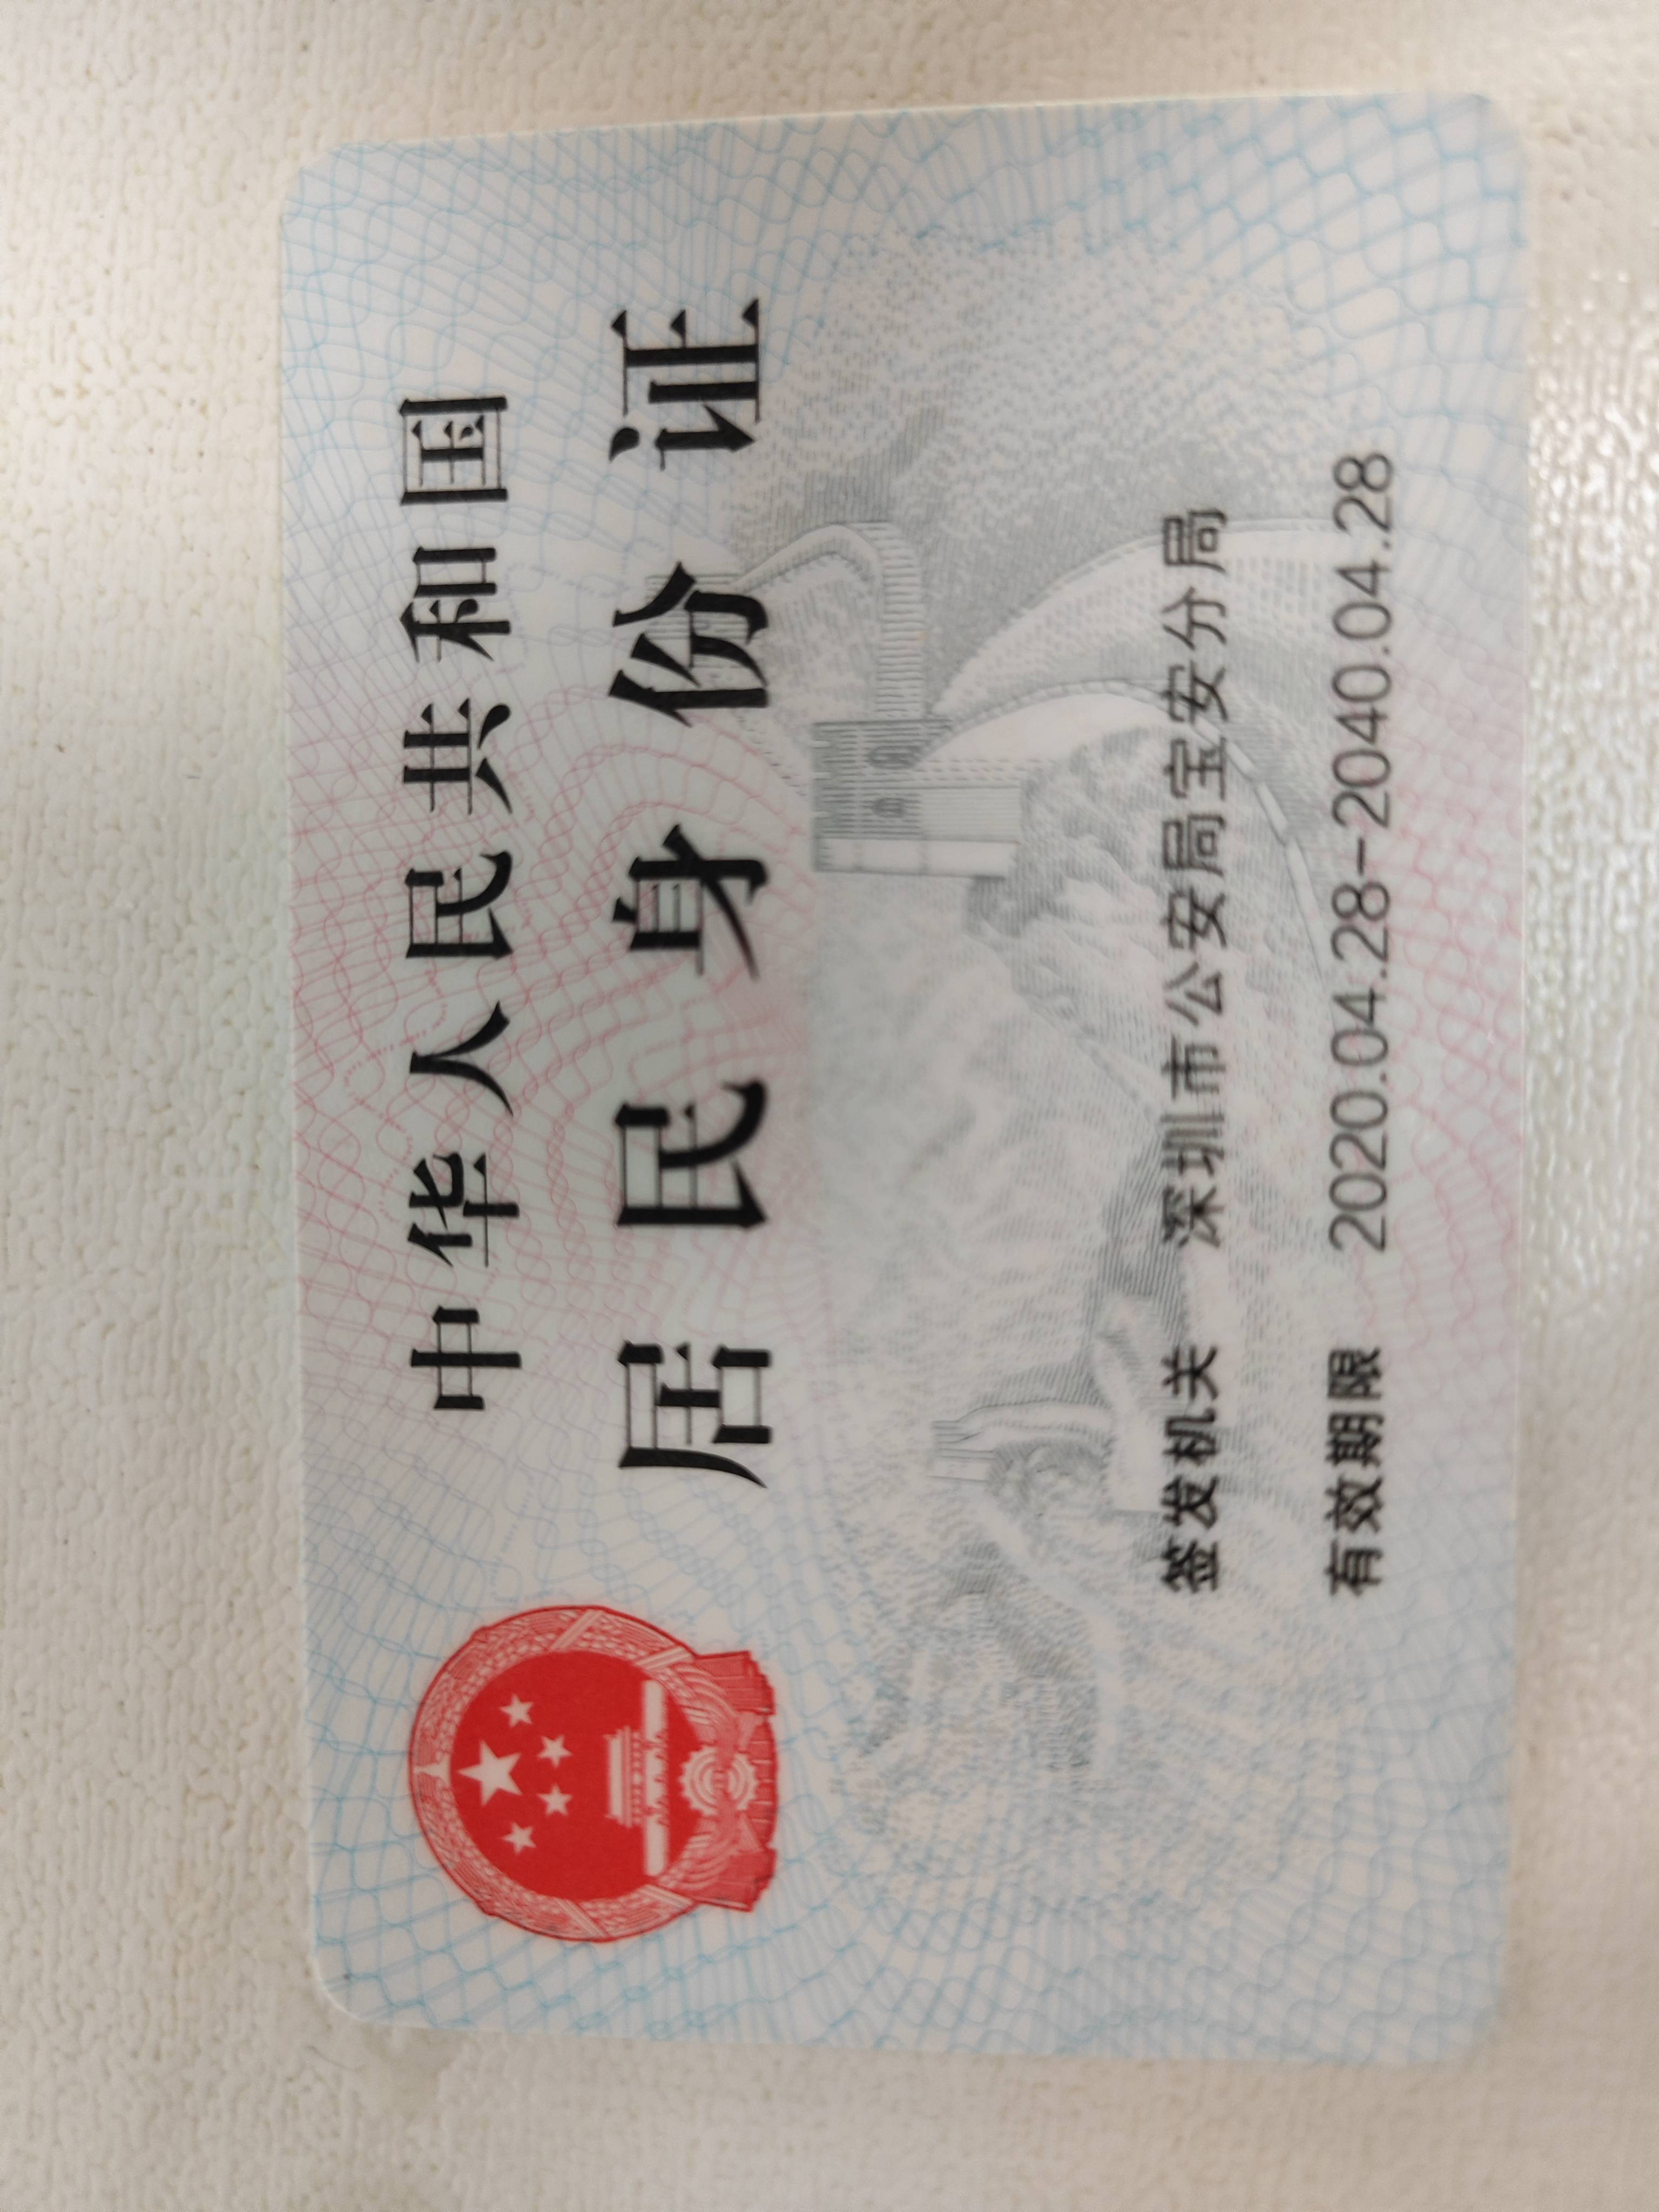 中华人民共和国
居民身份证
签发机关 深圳市公安局宝安分局
有效期限 2020.04.28-2040.04.28